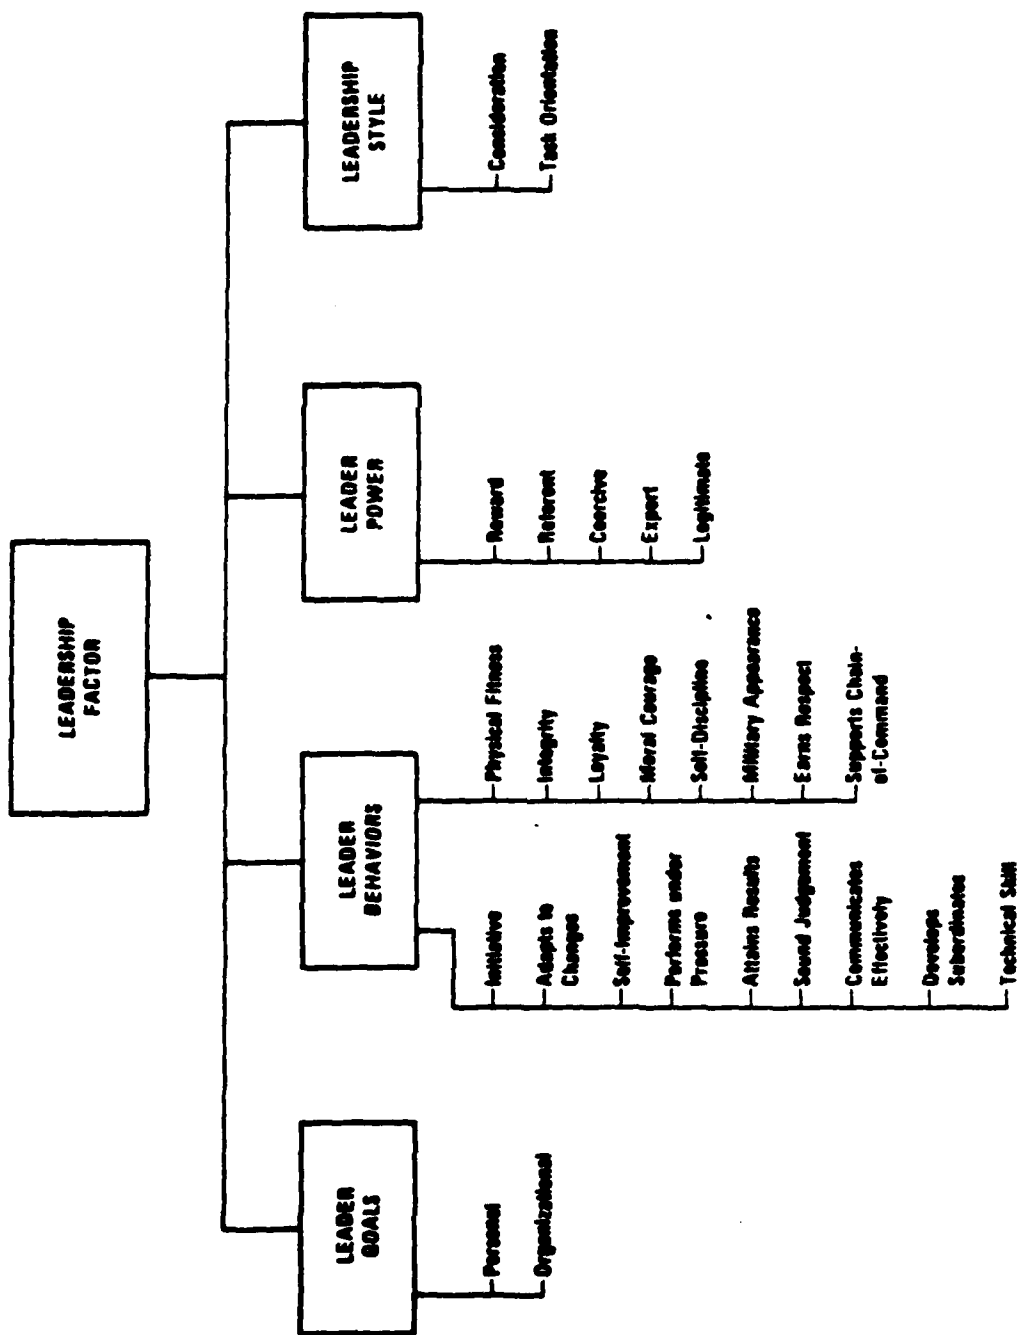 LEADERSHIP
FACTOR
LEADER
GOALS
Personal
Organizational
LEADER
BEHAVIORS
Initiative
Adapts to
Changes
Self-Improvement
Performs under
Pressure
Attains Results
Sound Judgement
Communicates
Effectively
Develops
Subordinates
Technical Skill
Physical Fitness
Integrity
Loyalty
Moral Courage
Self-Discipline
Military Appearance
Earns Respect
Supports Chain-
of-Command
LEADER
POWER
Reward
Referent
Coercive
Expert
Legitimate
LEADERSHIP
STYLE
Consideration
Task Orientation